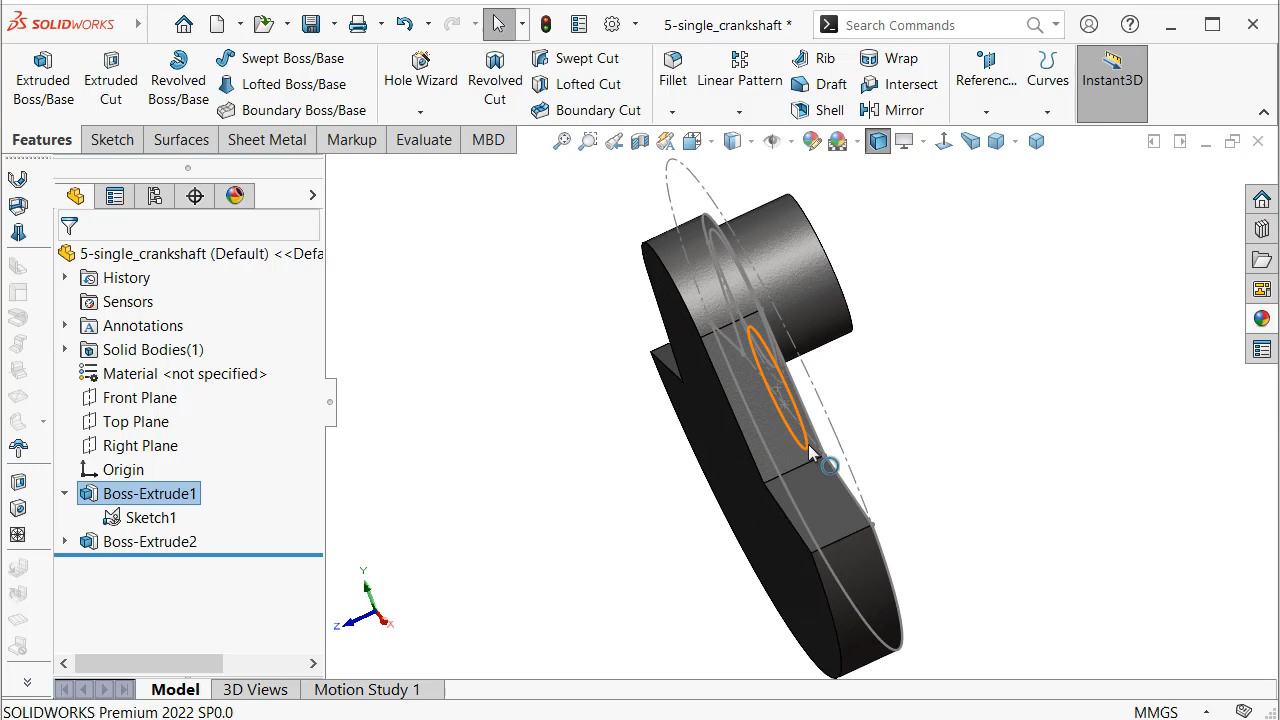 SOLIDWORKS
5-single_crankshaft *
Search Commands
Extruded Boss/Base
Extruded Cut
Revolved Boss/Base
Swept Boss/Base
Lofted Boss/Base
Boundary Boss/Base
Hole Wizard
Revolved Cut
Swept Cut
Lofted Cut
Boundary Cut
Fillet
Linear Pattern
Rib
Draft
Shell
Wrap
Intersect
Mirror
Referenc...
Curves
Instant3D
Features
Sketch
Surfaces
Sheet Metal
Markup
Evaluate
MBD
5-single_crankshaft (Default) <<Defa
History
Sensors
Annotations
Solid Bodies(1)
Material <not specified>
Front Plane
Top Plane
Right Plane
Origin
Boss-Extrude1
Sketch1
Boss-Extrude2
Y
Z
X
Model
3D Views
Motion Study 1
SOLIDWORKS Premium 2022 SP0.0
MMGS